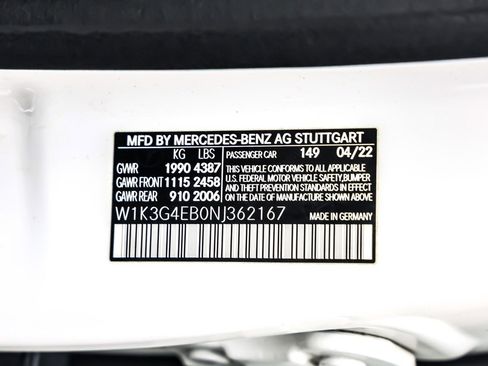 MFD BY MERCEDES-BENZ AG STUTTGART
KG LBS PASSENGER CAR 149 04/22
GVWR 1990 4387 THIS VEHICLE CONFORMS TO ALL APPLICABLE
GAWR FRONT 1115 2458 U.S. FEDERAL MOTOR VEHICLE SAFETY, BUMPER
GAWR REAR 910 2006 AND THEFT PREVENTION STANDARDS IN EFFECT
ON THE DATE OF MANUFACTURE SHOWN ABOVE.
W1K3G4EB0NJ362167 MADE IN GERMANY